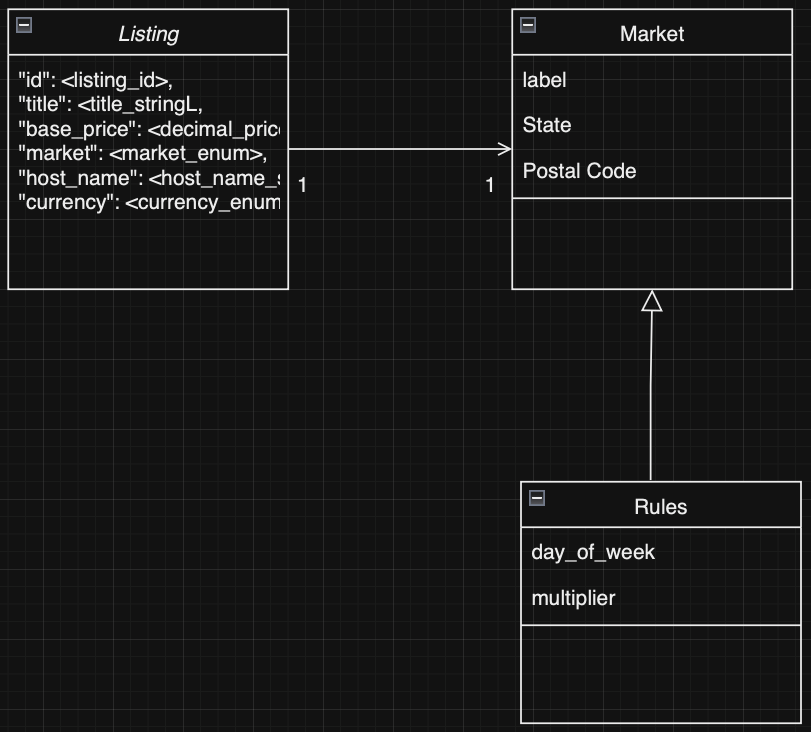 Listing
"id": <listing_id>,
"title": <title_stringL,
"base_price": <decimal_pric
"market": <market_enum>,
"host_name": <host_name_s
"currency": <currency_enum
1
1
Market
label
State
Postal Code
Rules
day_of_week
multiplier